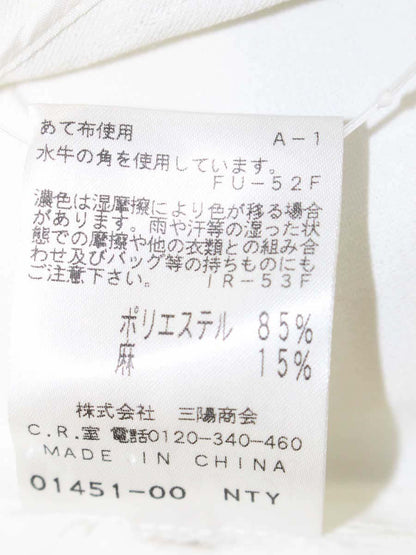 あて布使用 A-1
水牛の角を使用しています。
FU-52F
濃色は湿摩擦により色が移る場合
があります。雨や汗等の湿った状
態での摩擦や他の衣類との組み合
わせ及びバッグ等の持ちものにも
ご注意下さい。 IR-53F
ポリエステル 85%
麻 15%
株式会社 三陽商会
C.R.室 電話0120-340-460
MADE IN CHINA
01451-00 NTY